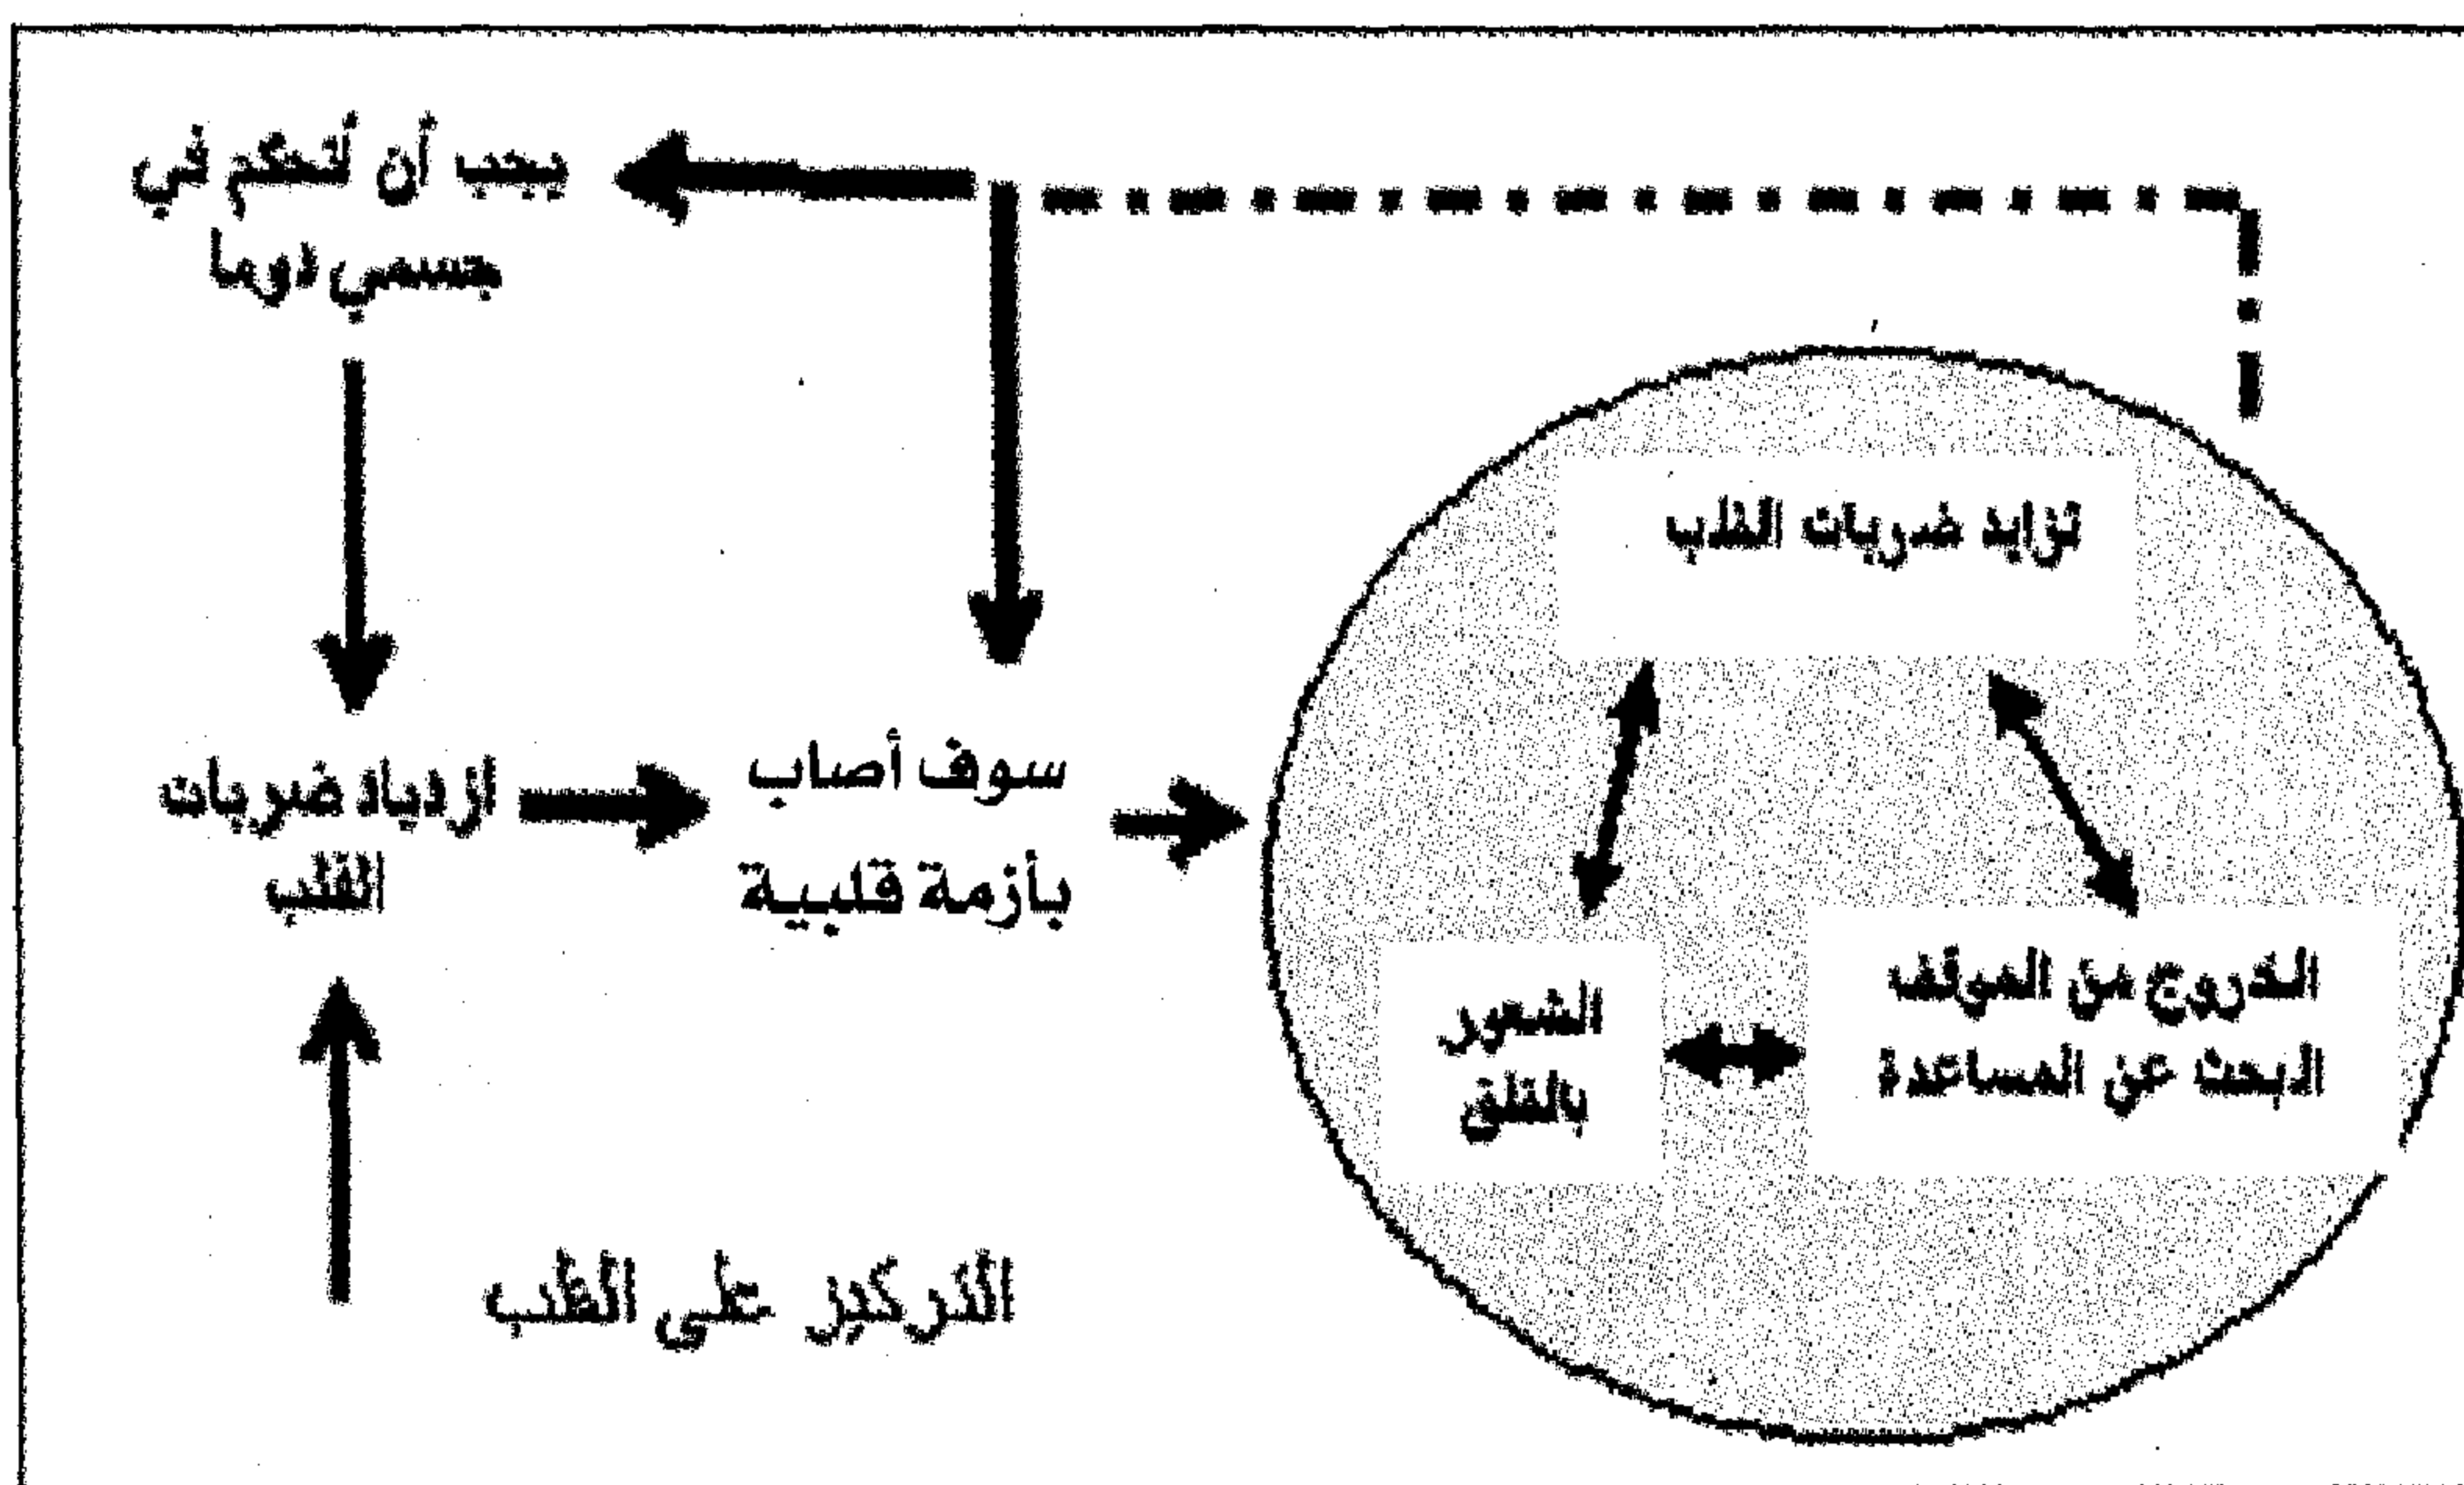 يجب أن أتحكم في
جسمي دوما
تزايد ضربات القلب
ازدياد ضربات
القلب
سوف أصاب
بأزمة قلبية
الشعور
بالقلق
الخروج من الموقف
البحث عن المساعدة
التركيز على القلب